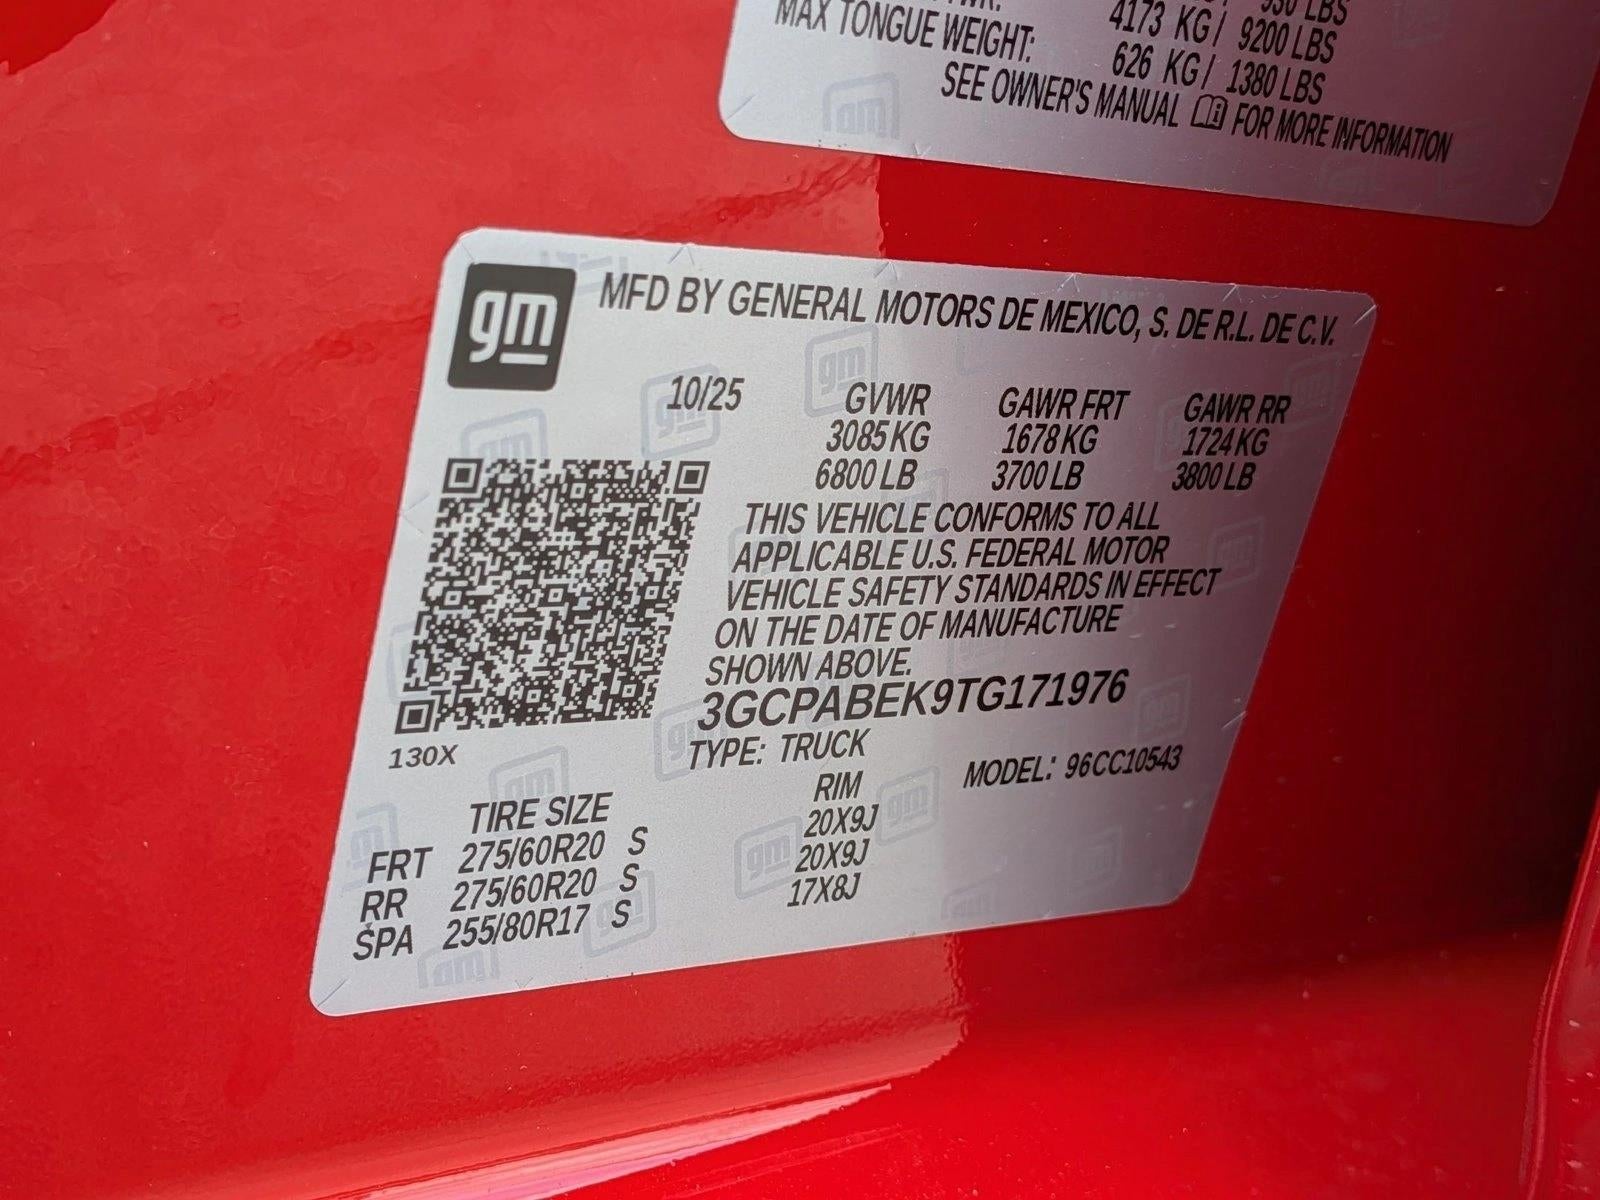 930 LBS
4173 KG / 9200 LBS
MAX TONGUE WEIGHT: 626 KG / 1380 LBS
SEE OWNER'S MANUAL FOR MORE INFORMATION
gm
MFD BY GENERAL MOTORS DE MEXICO, S. DE R.L. DE C.V.
10/25 GVWR GAWR FRT GAWR RR
3085 KG 1678 KG 1724 KG
6800 LB 3700 LB 3800 LB
THIS VEHICLE CONFORMS TO ALL
APPLICABLE U.S. FEDERAL MOTOR
VEHICLE SAFETY STANDARDS IN EFFECT
ON THE DATE OF MANUFACTURE
SHOWN ABOVE.
3GCPABEK9TG171976
130X
TYPE: TRUCK
MODEL: 96CC10543
TIRE SIZE RIM
FRT 275/60R20 S 20X9J
RR 275/60R20 S 20X9J
SPA 255/80R17 S 17X8J